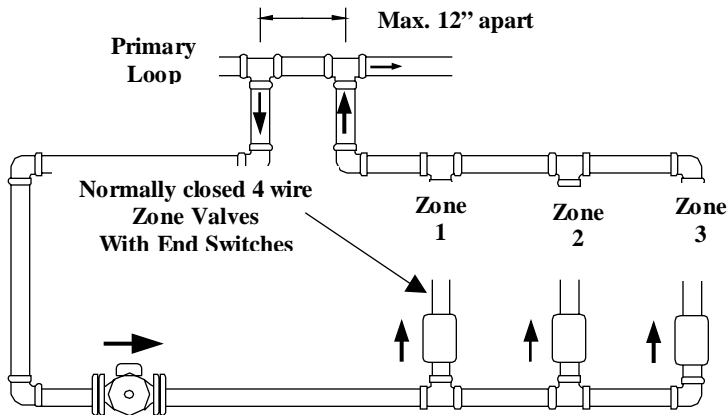 Max. 12” apart
Primary
Loop
Normally closed 4 wire
Zone Valves
With End Switches
Zone
1
Zone
2
Zone
3